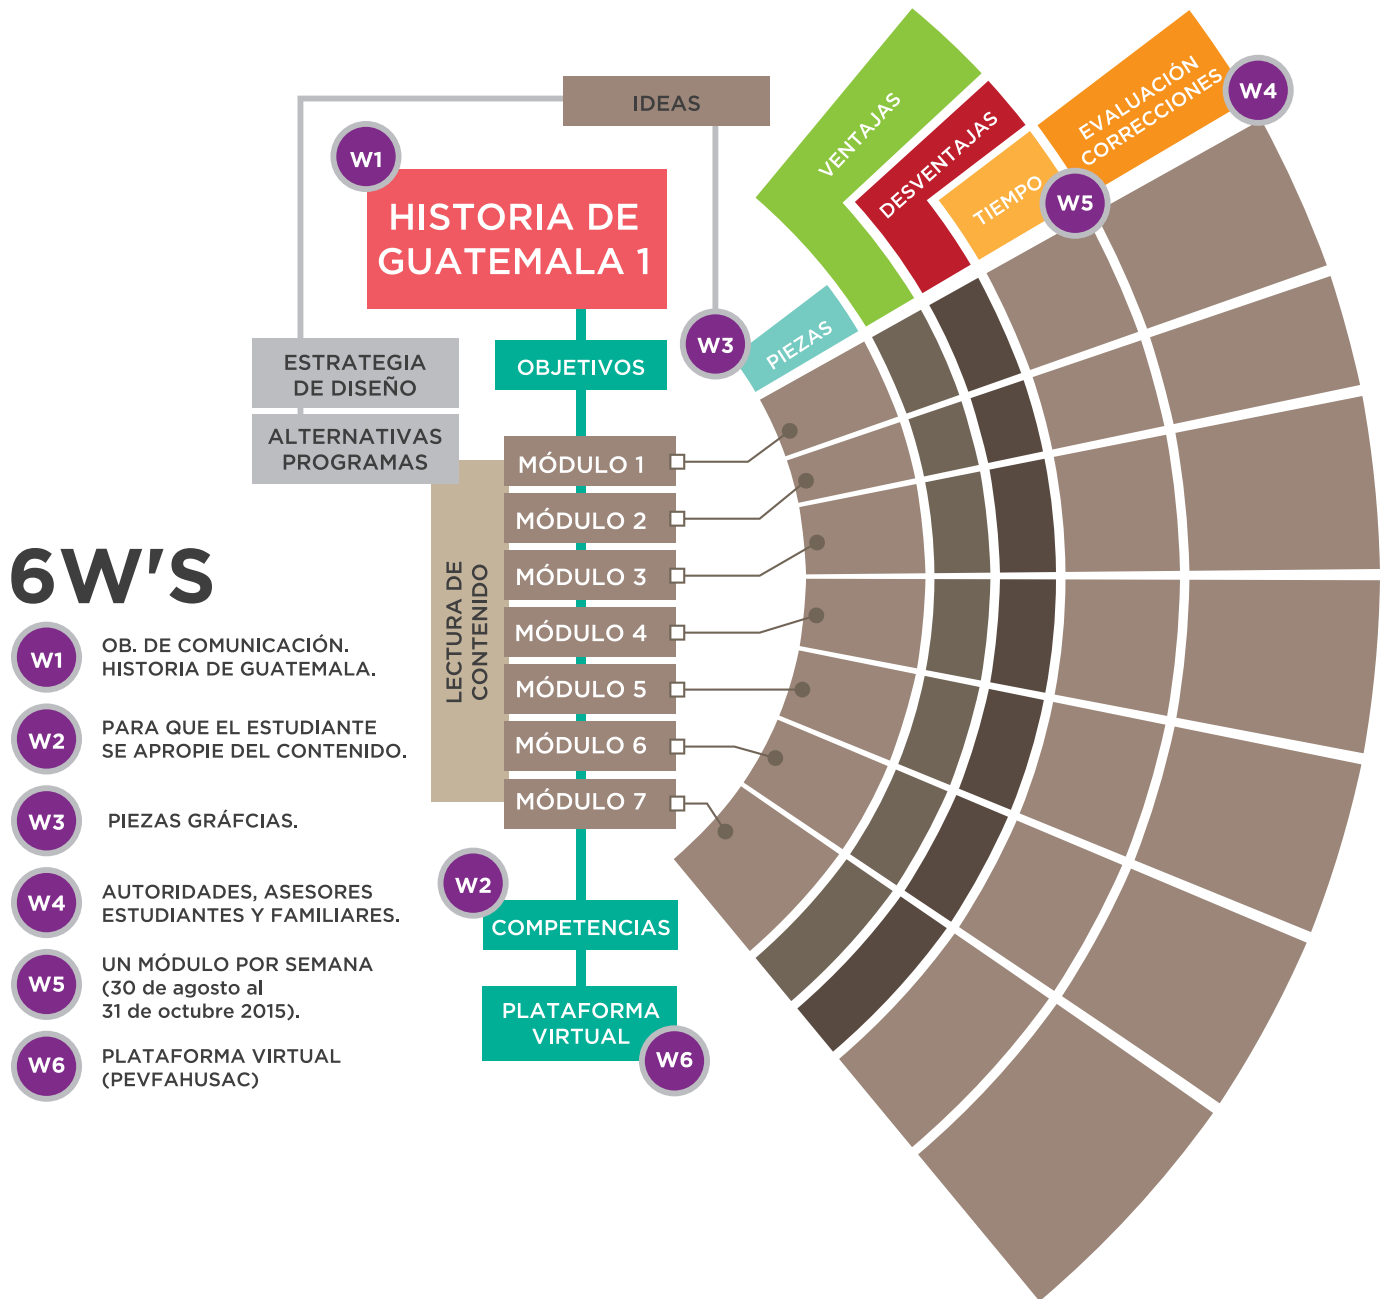 IDEAS
W1
HISTORIA DE
GUATEMALA 1
ESTRATEGIA
DE DISEÑO
ALTERNATIVAS
PROGRAMAS
OBJETIVOS
W3
PIEZAS
VENTAJAS
DESVENTAJAS
TIEMPO
W5
EVALUACIÓN
CORRECCIONES
W4
LECTURA DE
CONTENIDO
MÓDULO 1
MÓDULO 2
MÓDULO 3
MÓDULO 4
MÓDULO 5
MÓDULO 6
MÓDULO 7
W2
COMPETENCIAS
PLATAFORMA
VIRTUAL
W6
6W'S
W1
OB. DE COMUNICACIÓN.
HISTORIA DE GUATEMALA.
W2
PARA QUE EL ESTUDIANTE
SE APROPIE DEL CONTENIDO.
W3
PIEZAS GRÁFCIAS.
W4
AUTORIDADES, ASESORES
ESTUDIANTES Y FAMILIARES.
W5
UN MÓDULO POR SEMANA
(30 de agosto al
31 de octubre 2015).
W6
PLATAFORMA VIRTUAL
(PEVFAHUSAC)